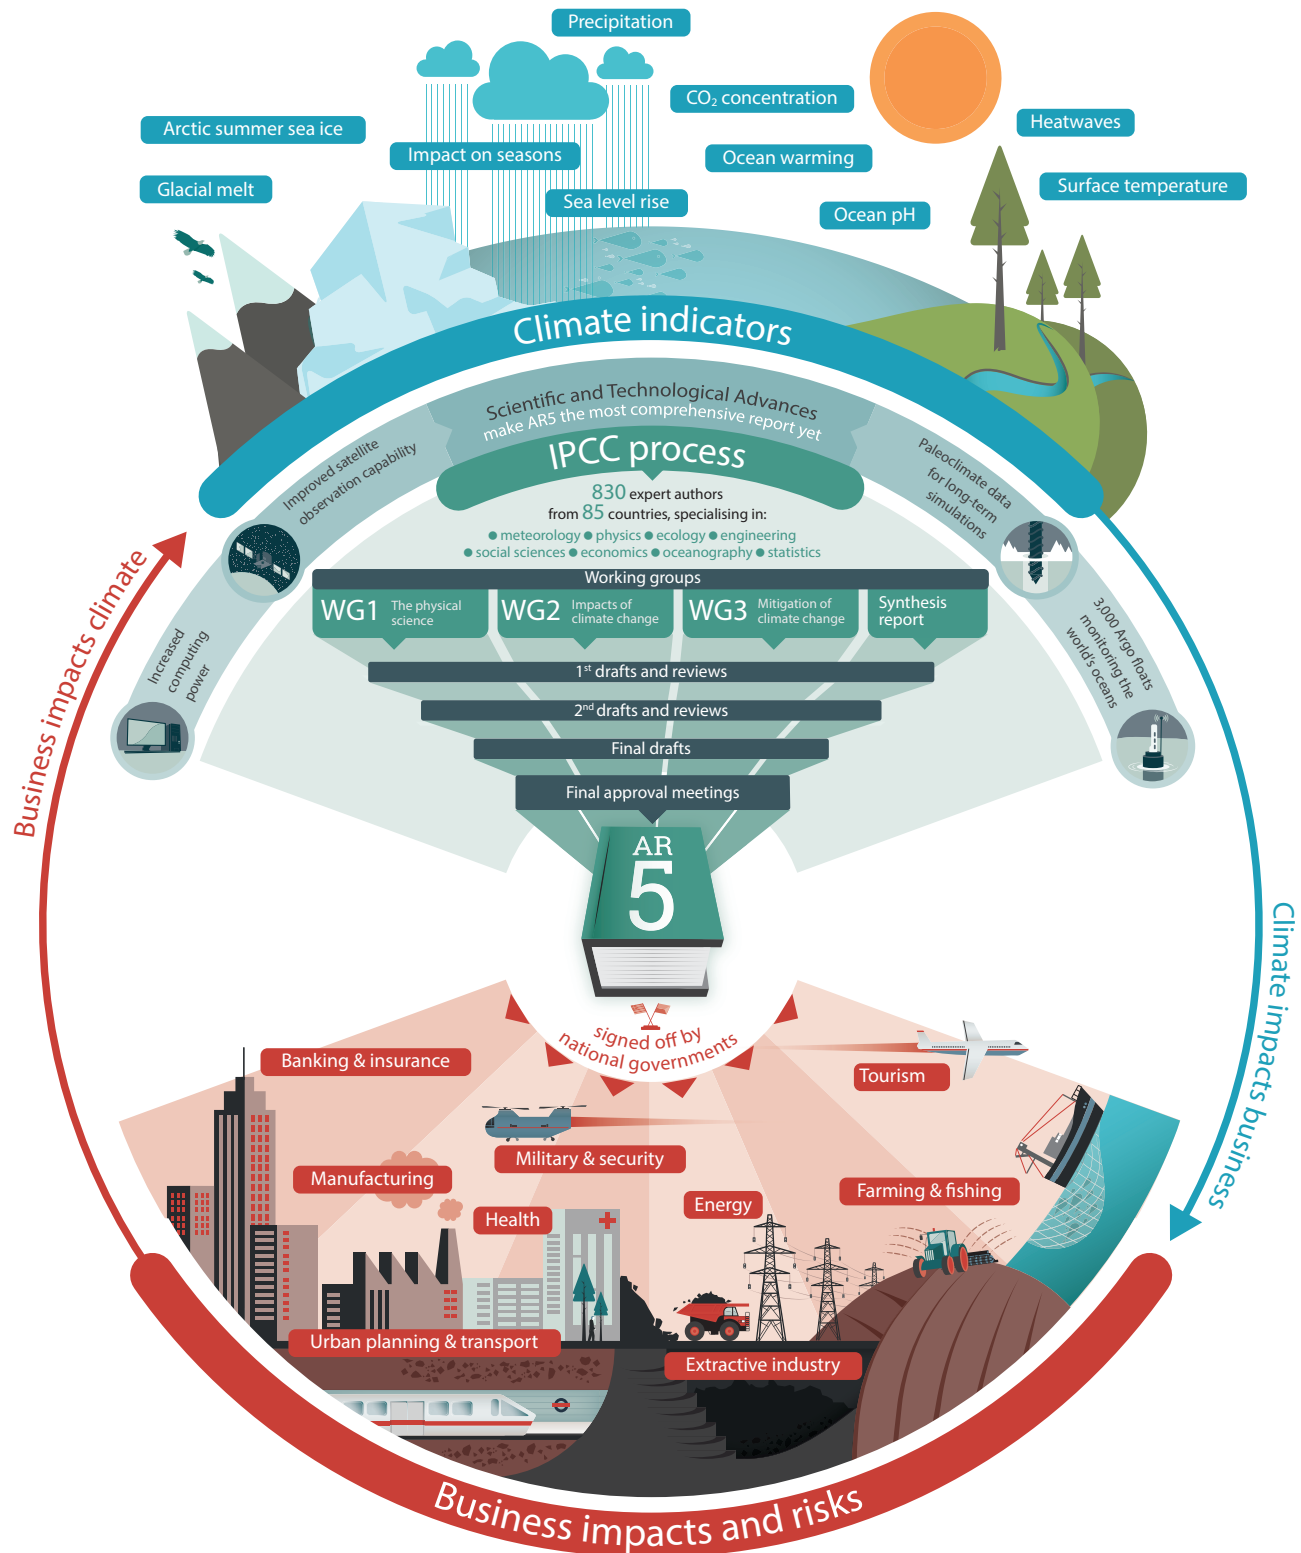 Precipitation
CO₂ concentration
Heatwaves
Arctic summer sea ice
Impact on seasons
Ocean warming
Glacial melt
Sea level rise
Surface temperature
Ocean pH
Climate indicators
Scientific and Technological Advances
make AR5 the most comprehensive report yet
Improved satellite
observation capability
Paleoclimate data
for long-term
simulations
Increased
computing
power
3,000 Argo floats
monitoring the
world's oceans
IPCC process
830 expert authors
from 85 countries, specialising in:
● meteorology ● physics ● ecology ● engineering
● social sciences ● economics ● oceanography ● statistics
Working groups
WG1 The physical
science
WG2 Impacts of
climate change
WG3 Mitigation of
climate change
Synthesis
report
1st drafts and reviews
2nd drafts and reviews
Final drafts
Final approval meetings
AR
5
signed off by
national governments
Business impacts climate
Climate impacts business
Banking & insurance
Tourism
Military & security
Manufacturing
Farming & fishing
Energy
Health
Urban planning & transport
Extractive industry
Business impacts and risks